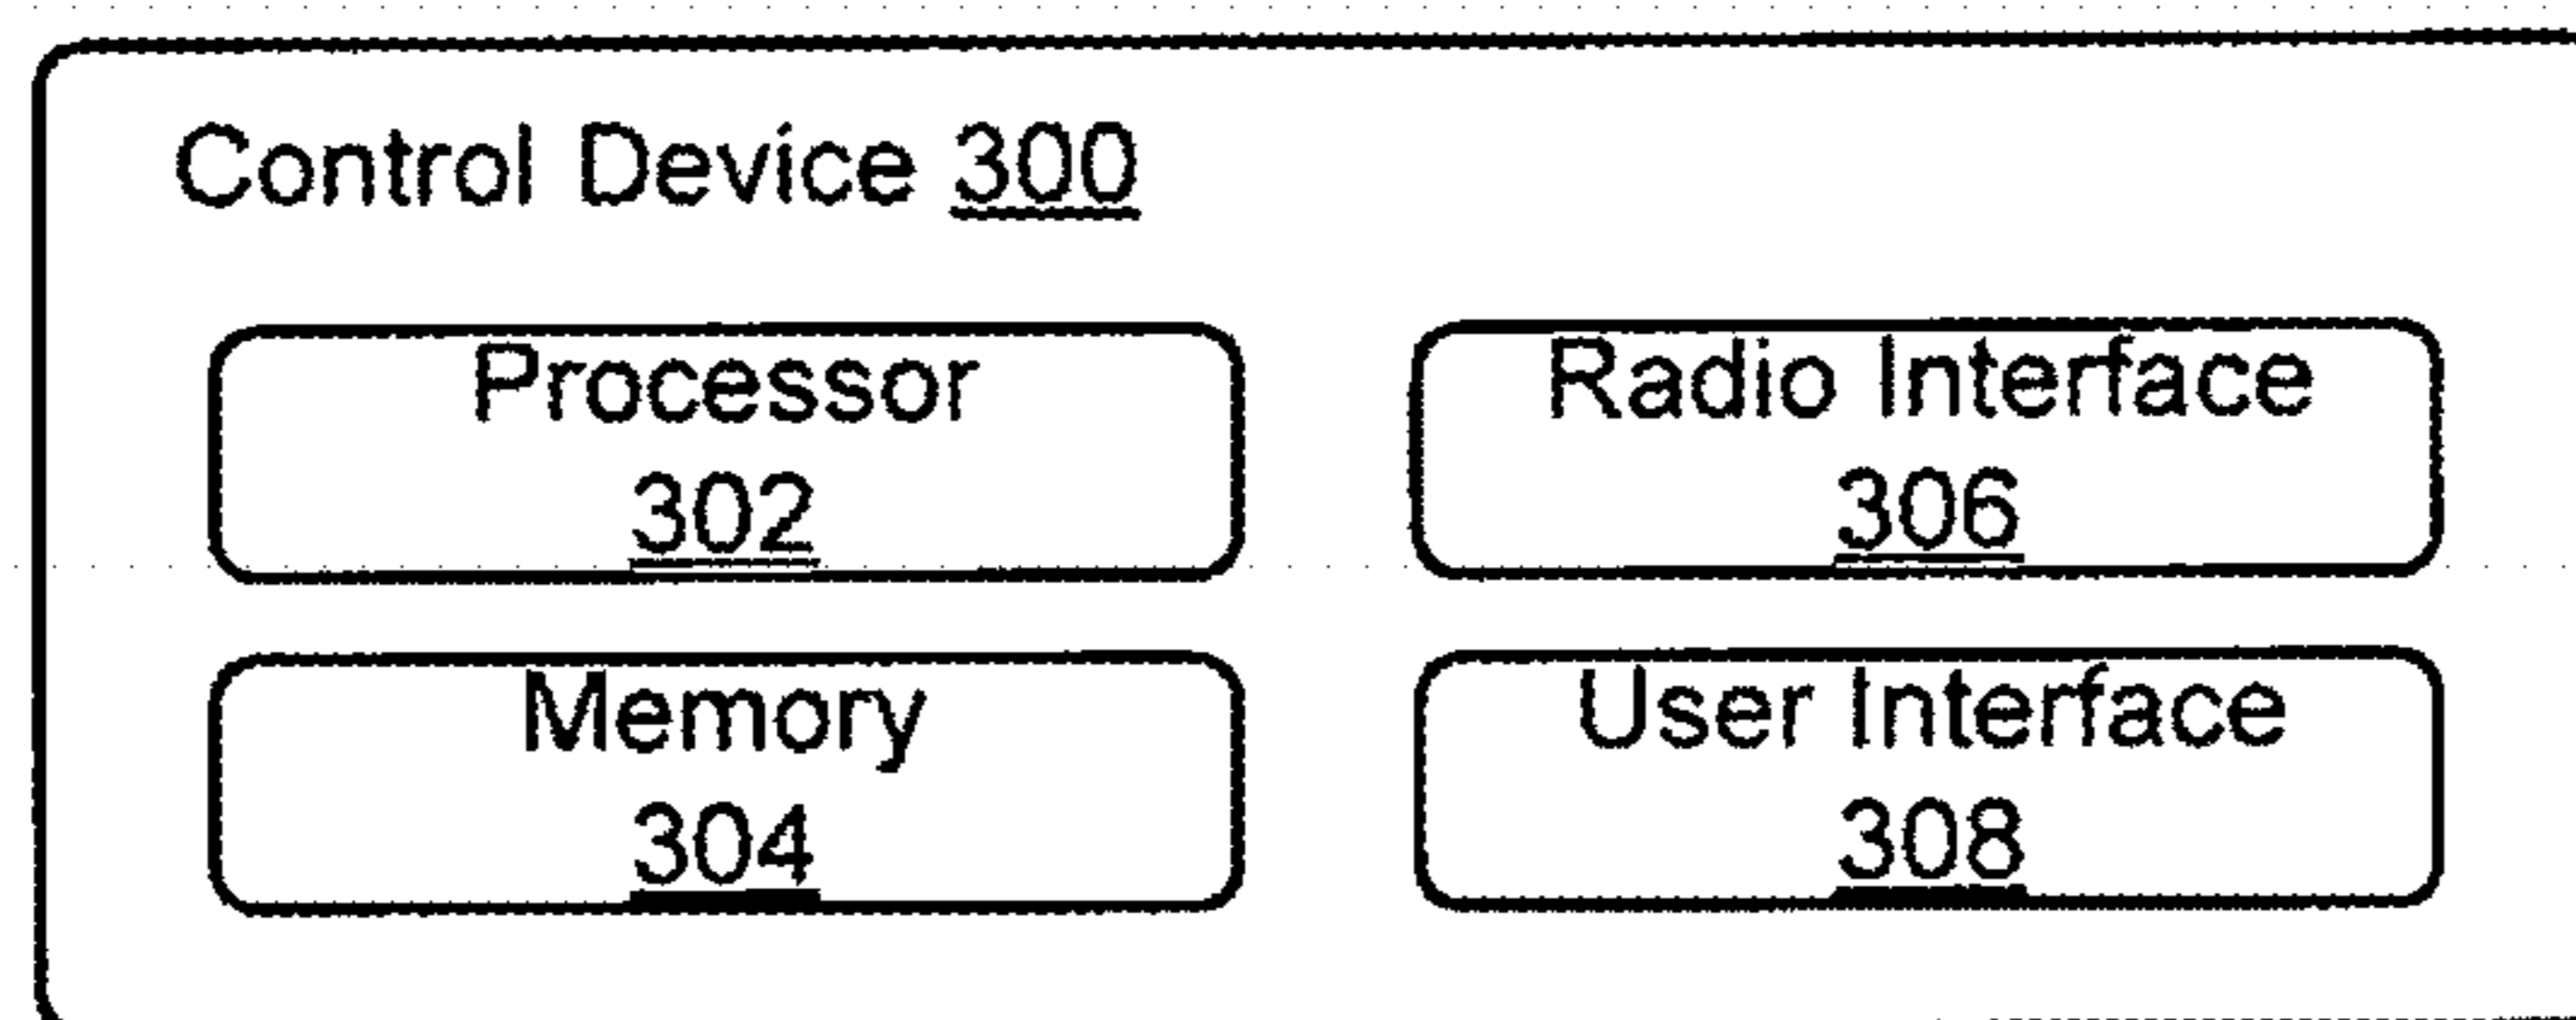 Control Device 300
Processor
302
Radio Interface
306
Memory
304
User Interface
308